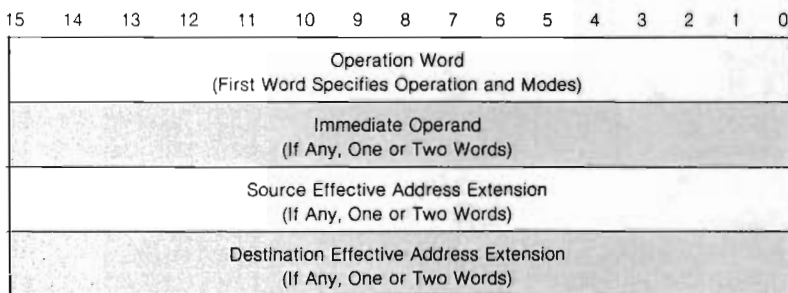 15 14 13 12 11 10 9 8 7 6 5 4 3 2 1 0
Operation Word
(First Word Specifies Operation and Modes)
Immediate Operand
(If Any, One or Two Words)
Source Effective Address Extension
(If Any, One or Two Words)
Destination Effective Address Extension
(If Any, One or Two Words)